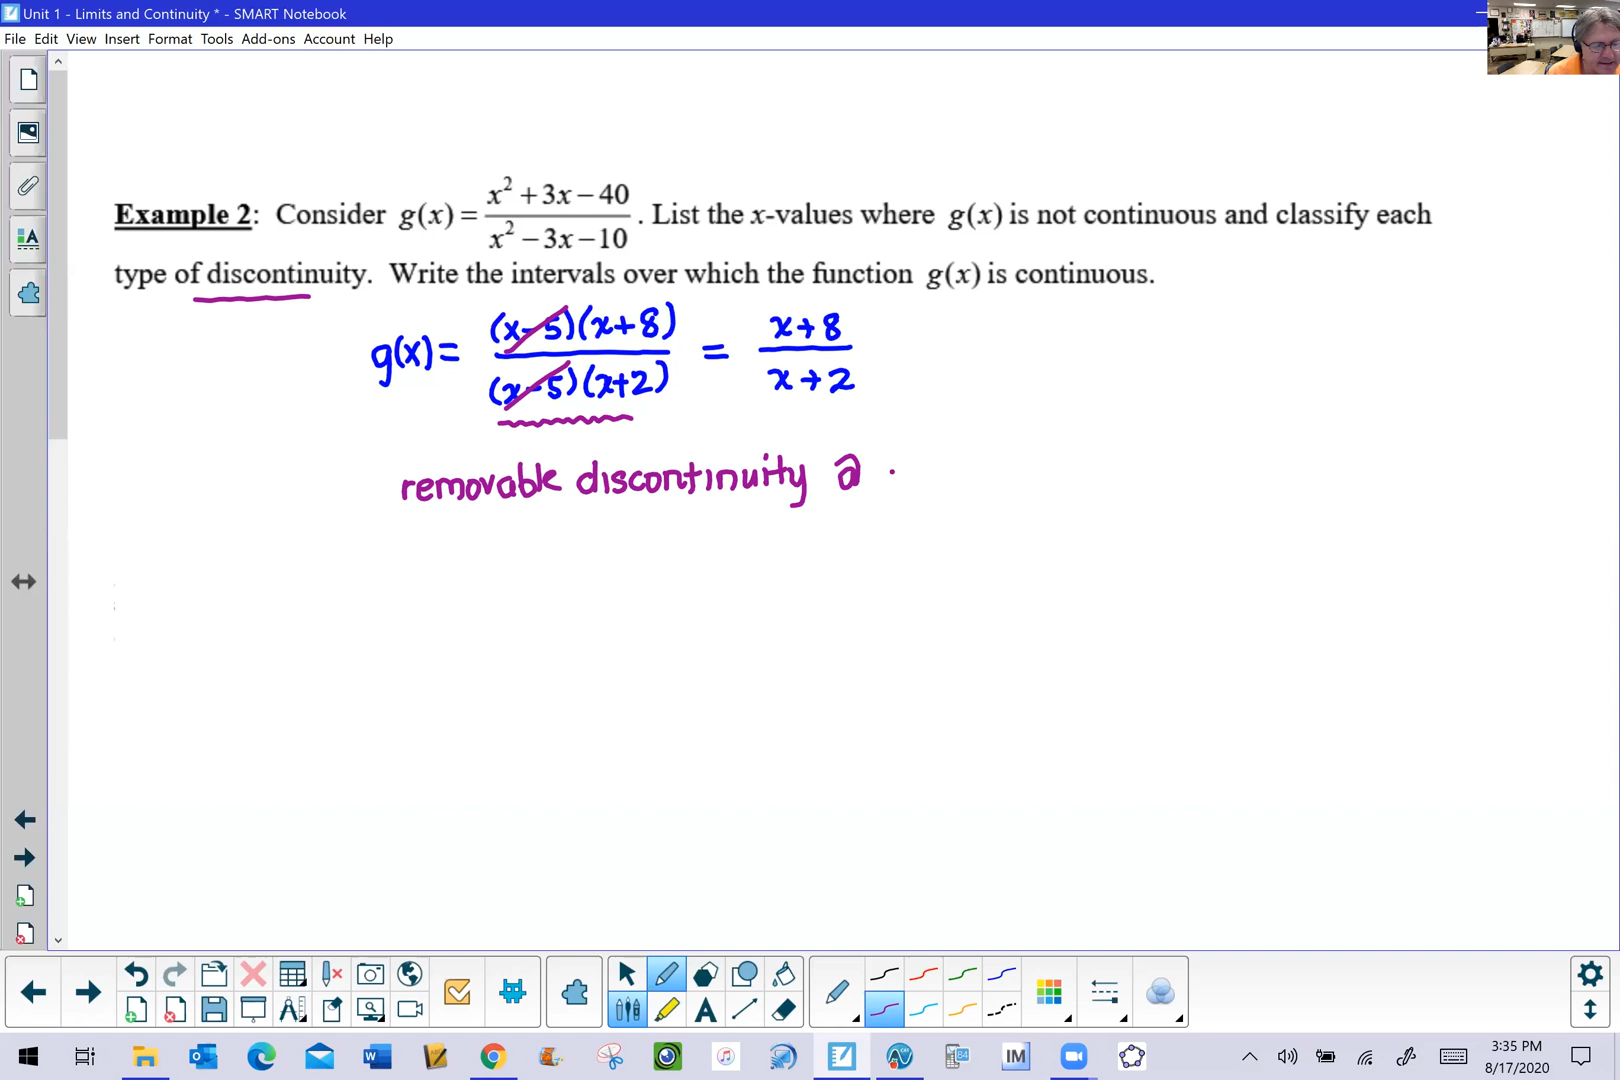 Unit 1 - Limits and Continuity * - SMART Notebook
File Edit View Insert Format Tools Add-ons Account Help
Example 2: Consider g(x) = (x² + 3x − 40)/(x² − 3x − 10). List the x-values where g(x) is not continuous and classify each
type of discontinuity. Write the intervals over which the function g(x) is continuous.
g(x) = ((x-5)(x+8))/((x-5)(x+2)) = (x+8)/(x+2)
removable discontinuity @
3:35 PM
8/17/2020